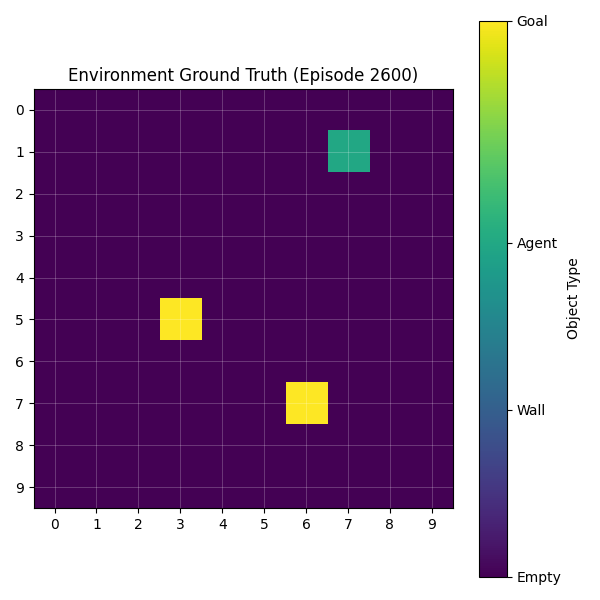 Environment Ground Truth (Episode 2600)
0
1
2
3
4
5
6
7
8
9
0 1 2 3 4 5 6 7 8 9
Goal
Agent
Wall
Empty
Object Type